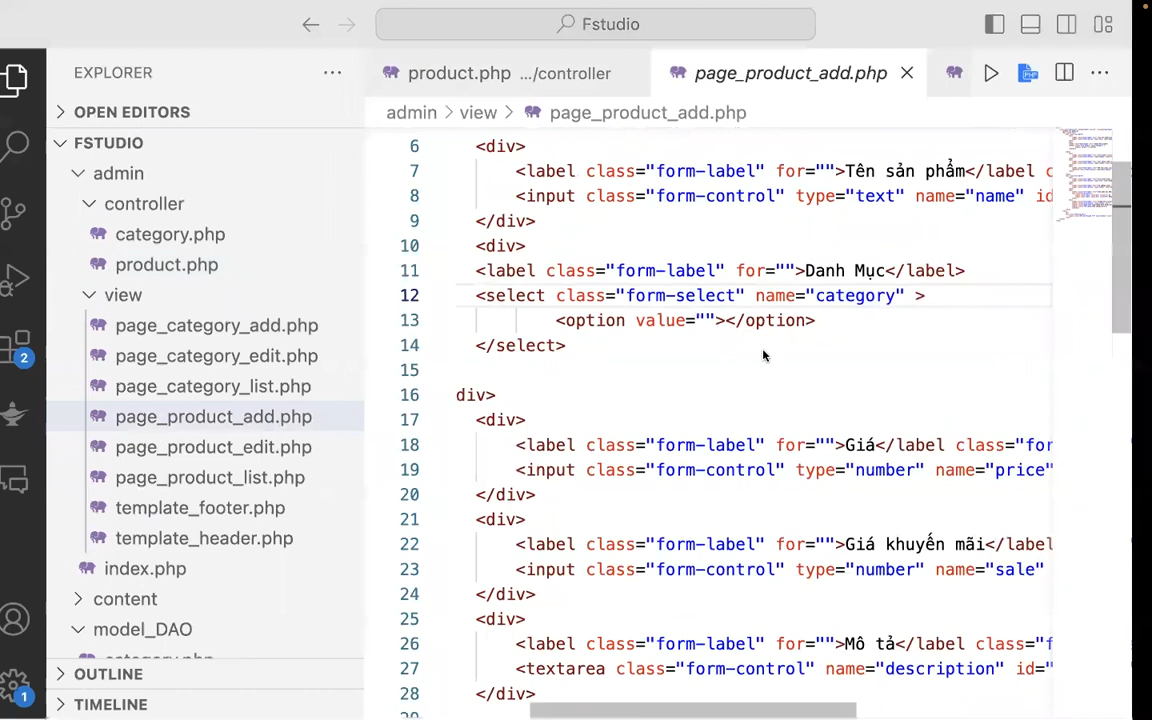 Fstudio
EXPLORER
OPEN EDITORS
FSTUDIO
admin
controller
category.php
product.php
view
page_category_add.php
page_category_edit.php
page_category_list.php
page_product_add.php
page_product_edit.php
page_product_list.php
template_footer.php
template_header.php
index.php
content
model_DAO
category.php
OUTLINE
TIMELINE
2
1
product.php .../controller
page_product_add.php
PHP
admin > view > page_product_add.php
6 <div>
7 <label class="form-label" for="">Tên sản phẩm</label c
8 <input class="form-control" type="text" name="name" id
9 </div>
10 <div>
11 <label class="form-label" for="">Danh Mục</label>
12 <select class="form-select" name="category" >
13 <option value=""></option>
14 </select>
15
16 div>
17 <div>
18 <label class="form-label" for="">Giá</label class="for
19 <input class="form-control" type="number" name="price"
20 </div>
21 <div>
22 <label class="form-label" for="">Giá khuyến mãi</label
23 <input class="form-control" type="number" name="sale"
24 </div>
25 <div>
26 <label class="form-label" for="">Mô tả</label class="f
27 <textarea class="form-control" name="description" id="
28 </div>